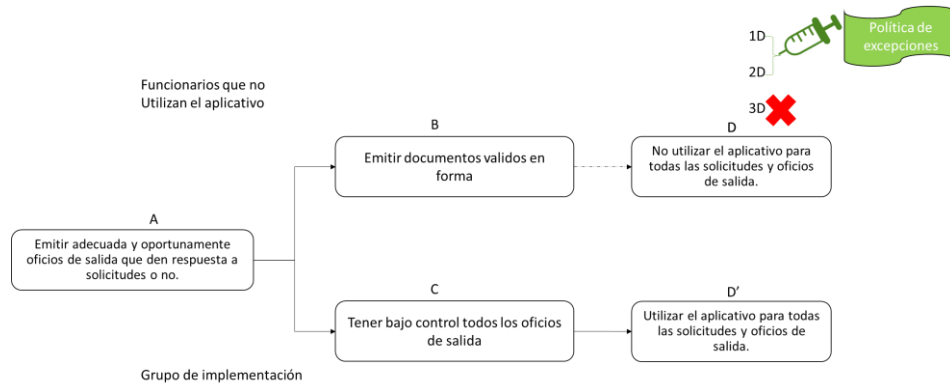 Política de
excepciones
1D
2D
3D
Funcionarios que no
Utilizan el aplicativo
B
Emitir documentos validos en
forma
D
No utilizar el aplicativo para
todas las solicitudes y oficios
de salida.
A
Emitir adecuada y oportunamente
oficios de salida que den respuesta a
solicitudes o no.
C
Tener bajo control todos los oficios
de salida
D’
Utilizar el aplicativo para todas
las solicitudes y oficios de
salida.
Grupo de implementación